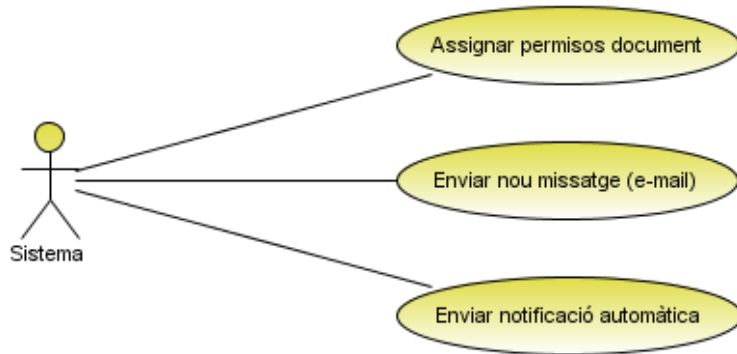 Assignar permisos document
Enviar nou missatge (e-mail)
Sistema
Enviar notificació automàtica